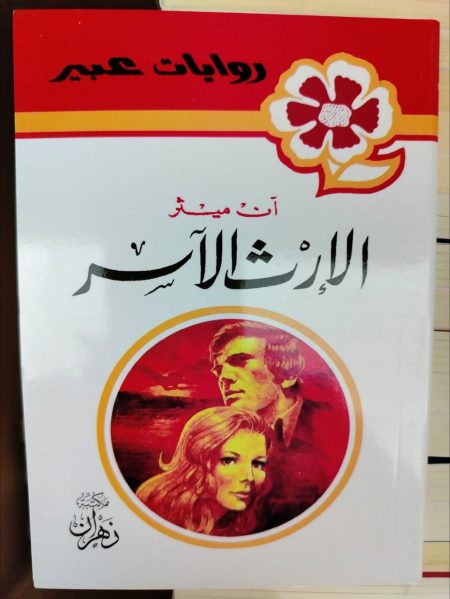 روايات عبير
آن ميثر
الإرث الآسر
مكتبة
زهران